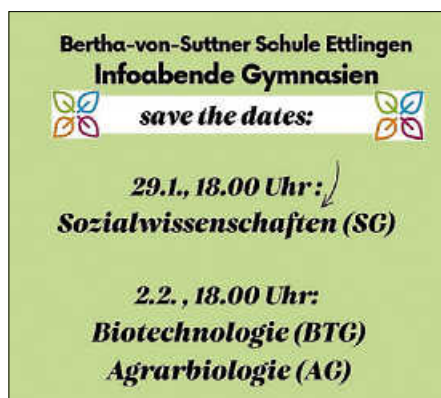 Bertha-von-Suttner Schule Ettlingen
Infoabende Gymnasien
save the dates:
29.1., 18.00 Uhr:
Sozialwissenschaften (SG)
2.2. , 18.00 Uhr:
Biotechnologie (BTG)
Agrarbiologie (AG)